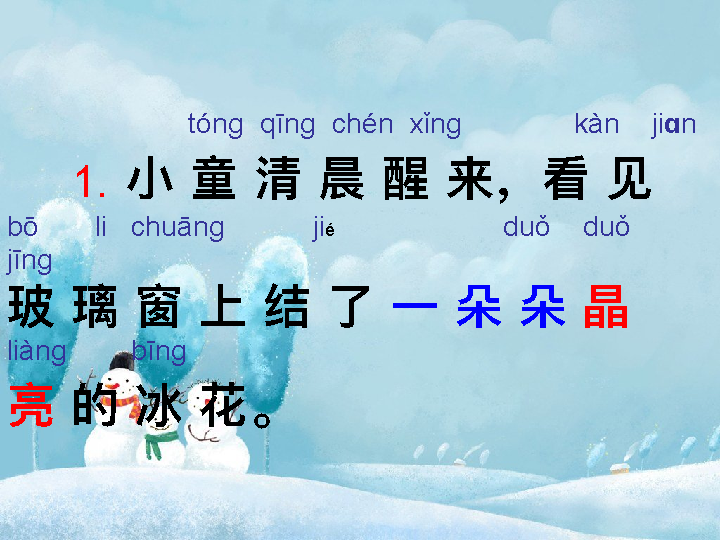 tóng qīng chén xǐng kàn jiɑn
1. 小童清晨醒来，看见
bō li chuāng jié duǒ duǒ
jīng
玻璃窗上结了一朵朵晶
liàng bīng
亮的冰花。